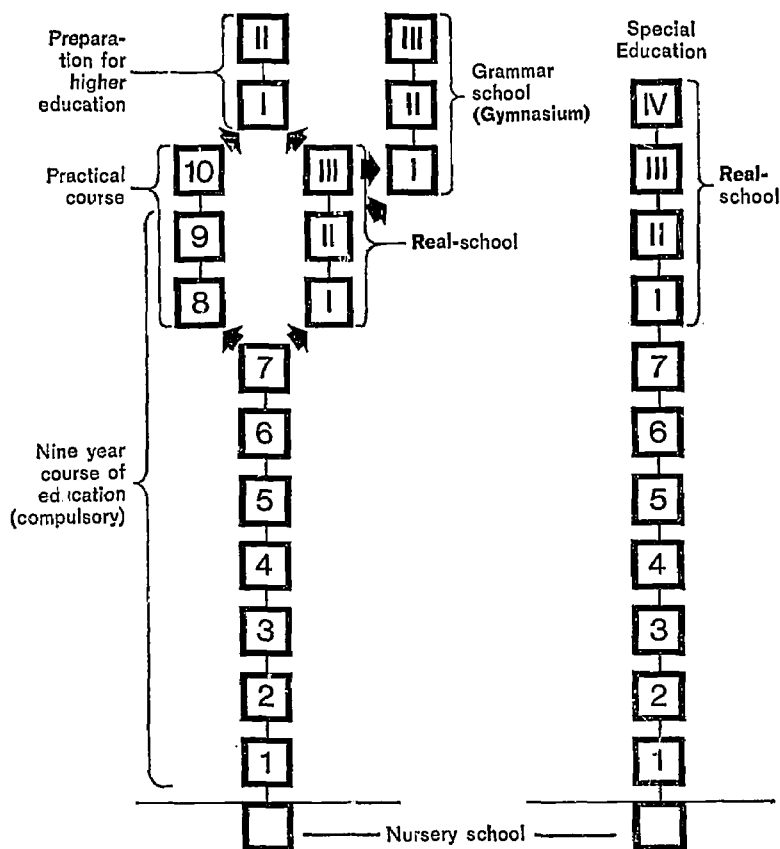 Preparation for
higher
education
II
I
III
II
I
Grammar
school
(Gymnasium)
Practical
course
10
9
8
III
II
I
Real-school
7
6
5
4
3
2
1
Nine year
course of
education
(compulsory)
Special
Education
IV
III
II
I
Real-
school
7
6
5
4
3
2
1
Nursery school